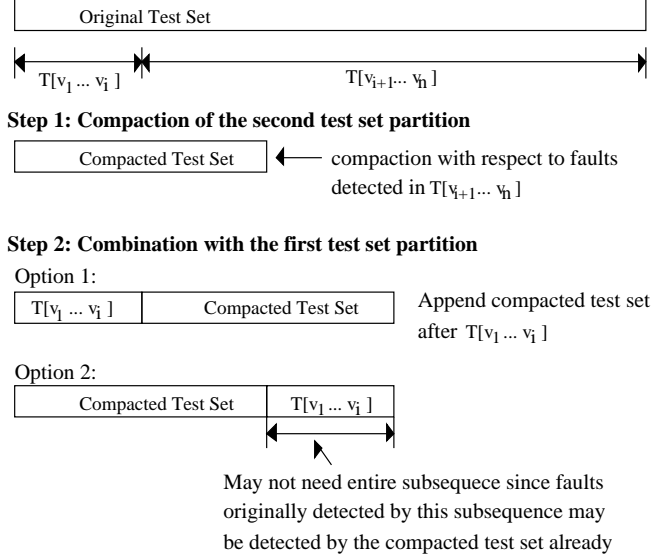 Original Test Set
T[v1 ... vi ]
T[vi+1... vn ]
Step 1: Compaction of the second test set partition
Compacted Test Set
compaction with respect to faults
detected in T[vi+1... vn ]
Step 2: Combination with the first test set partition
Option 1:
T[v1 ... vi ]
Compacted Test Set
Append compacted test set
after T[v1 ... vi ]
Option 2:
Compacted Test Set
T[v1 ... vi ]
May not need entire subsequece since faults
originally detected by this subsequence may
be detected by the compacted test set already